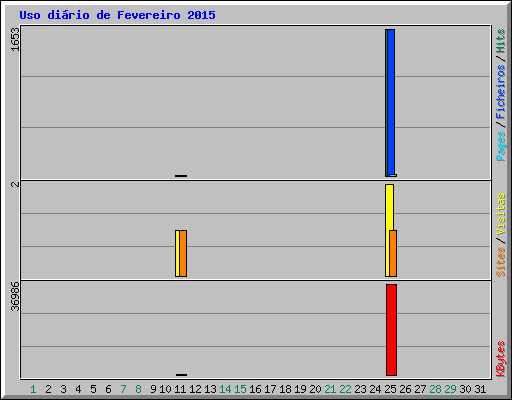 Uso diário de Fevereiro 2015
1653
Pages / Ficheiros / Hits
2
Sites / Visitas
36986
KBytes
1 2 3 4 5 6 7 8 9 10 11 12 13 14 15 16 17 18 19 20 21 22 23 24 25 26 27 28 29 30 31